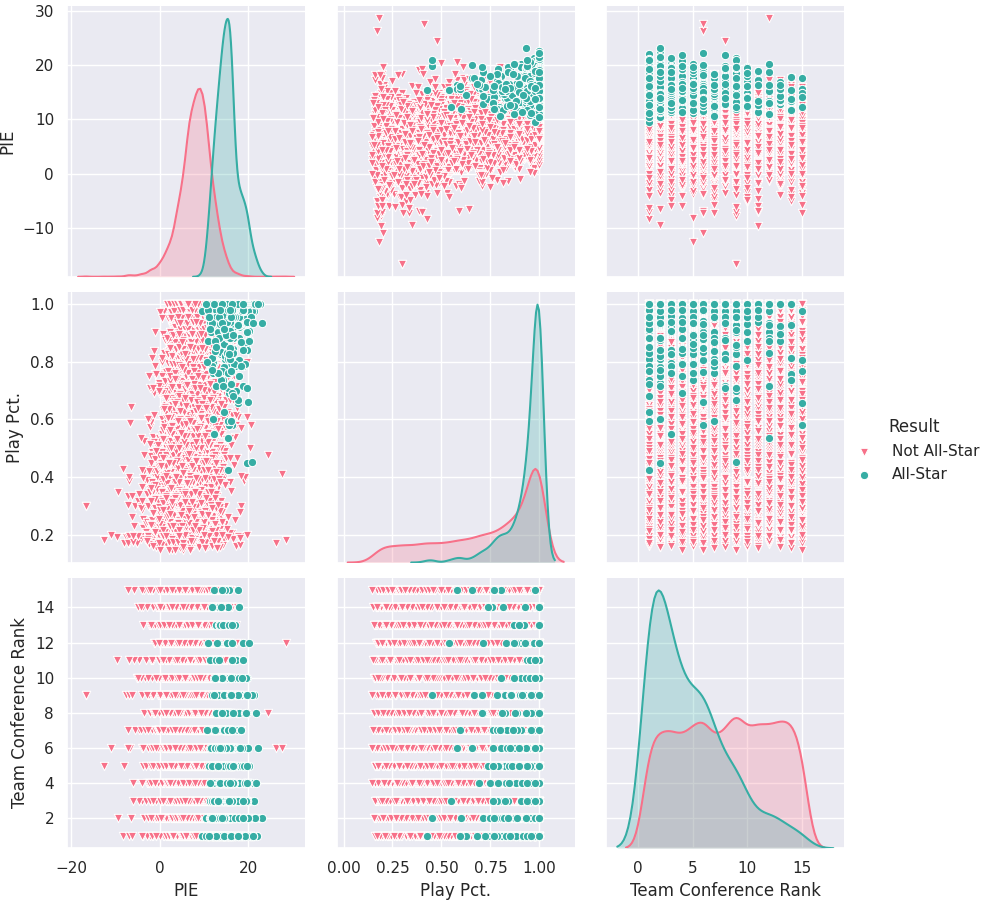 30
20
10
0
−10
PIE
1.0
0.8
0.6
0.4
0.2
Play Pct.
Result
Not All-Star
All-Star
14
12
10
8
6
4
2
Team Conference Rank
−20 0 20 0.00 0.25 0.50 0.75 1.00 0 5 10 15
PIE Play Pct. Team Conference Rank